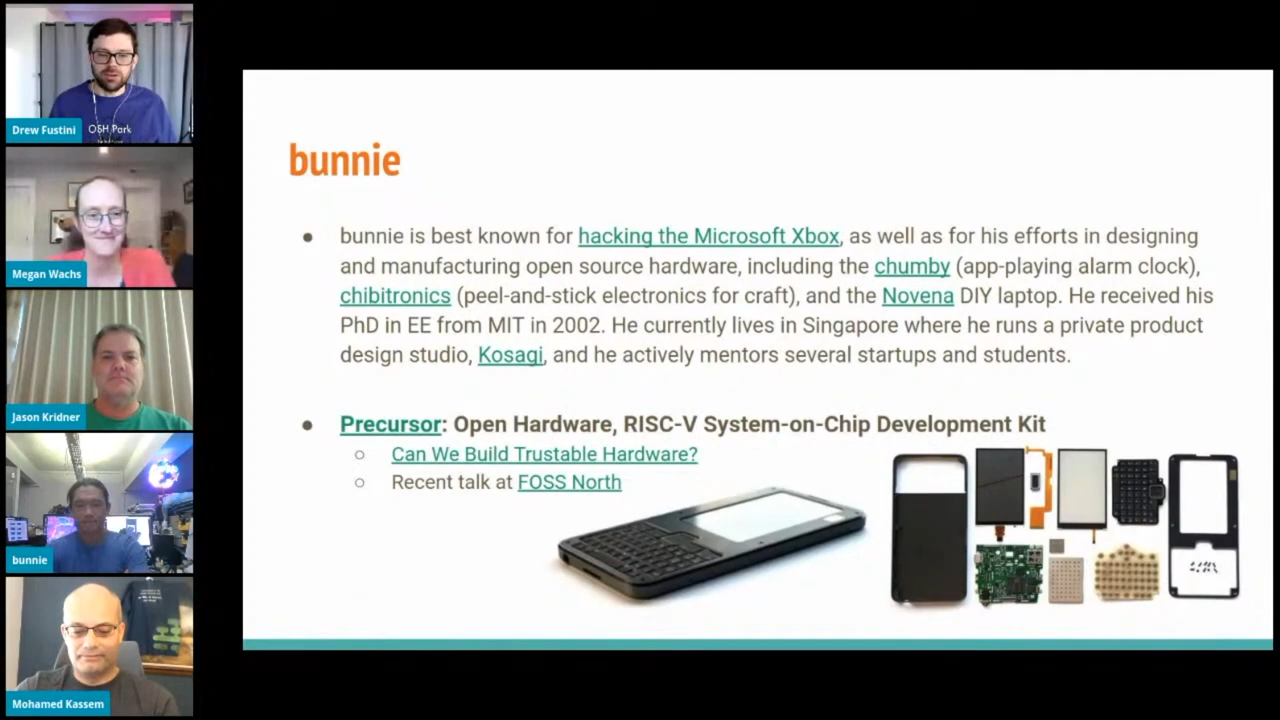 Drew Fustini
OSH Park
Megan Wachs
Jason Kridner
bunnie
Mohamed Kassem
bunnie
● bunnie is best known for hacking the Microsoft Xbox, as well as for his efforts in designing
and manufacturing open source hardware, including the chumby (app-playing alarm clock),
chibitronics (peel-and-stick electronics for craft), and the Novena DIY laptop. He received his
PhD in EE from MIT in 2002. He currently lives in Singapore where he runs a private product
design studio, Kosagi, and he actively mentors several startups and students.
● Precursor: Open Hardware, RISC-V System-on-Chip Development Kit
○ Can We Build Trustable Hardware?
○ Recent talk at FOSS North